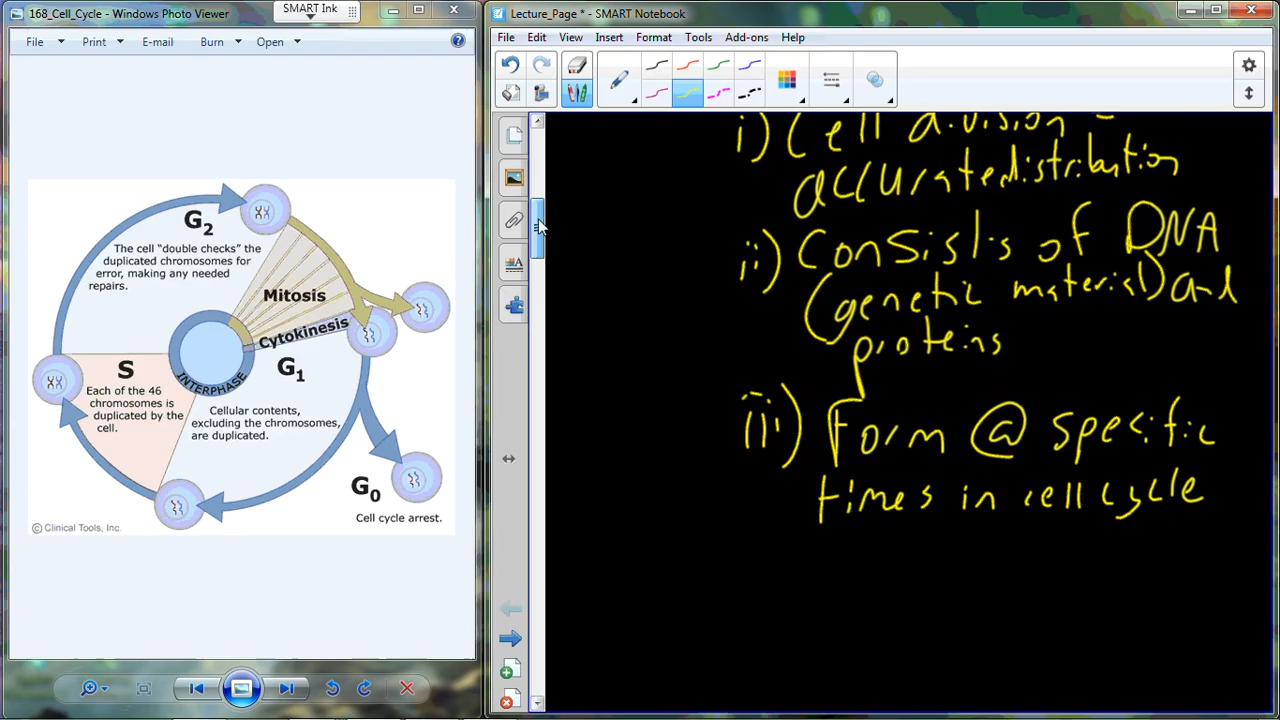 168_Cell_Cycle - Windows Photo Viewer
SMART Ink
File Print E-mail Burn Open
G2
The cell "double checks" the
duplicated chromosomes for
error, making any needed
repairs.
Mitosis
Cytokinesis
INTERPHASE
S
Each of the 46
chromosomes is
duplicated by the
cell.
G1
Cellular contents,
excluding the chromosomes,
are duplicated.
G0
Cell cycle arrest.
© Clinical Tools, Inc.
Lecture_Page * - SMART Notebook
File Edit View Insert Format Tools Add-ons Help
i) Cell division =
accurate distribution
ii) Consists of DNA
(genetic material) and
proteins
iii) Form @ specific
times in cell cycle